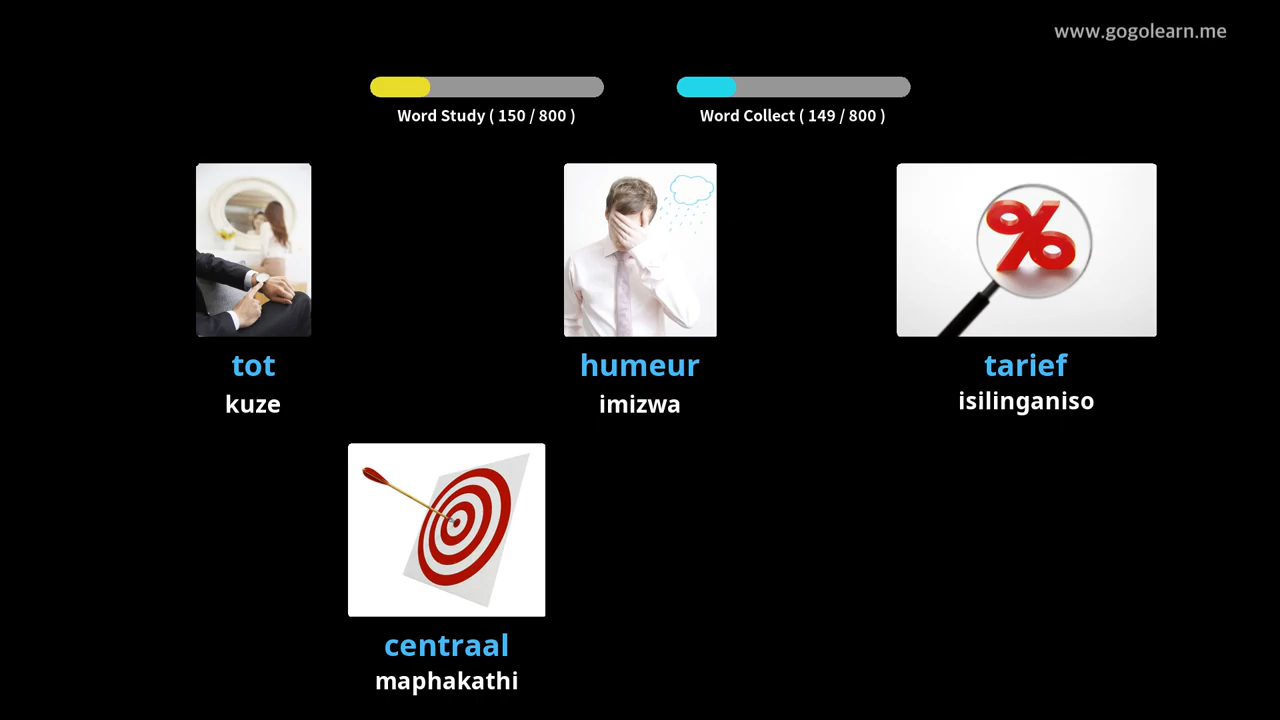 www.gogolearn.me
Word Study ( 150 / 800 )
Word Collect ( 149 / 800 )
tot
kuze
humeur
imizwa
tarief
isilinganiso
centraal
maphakathi